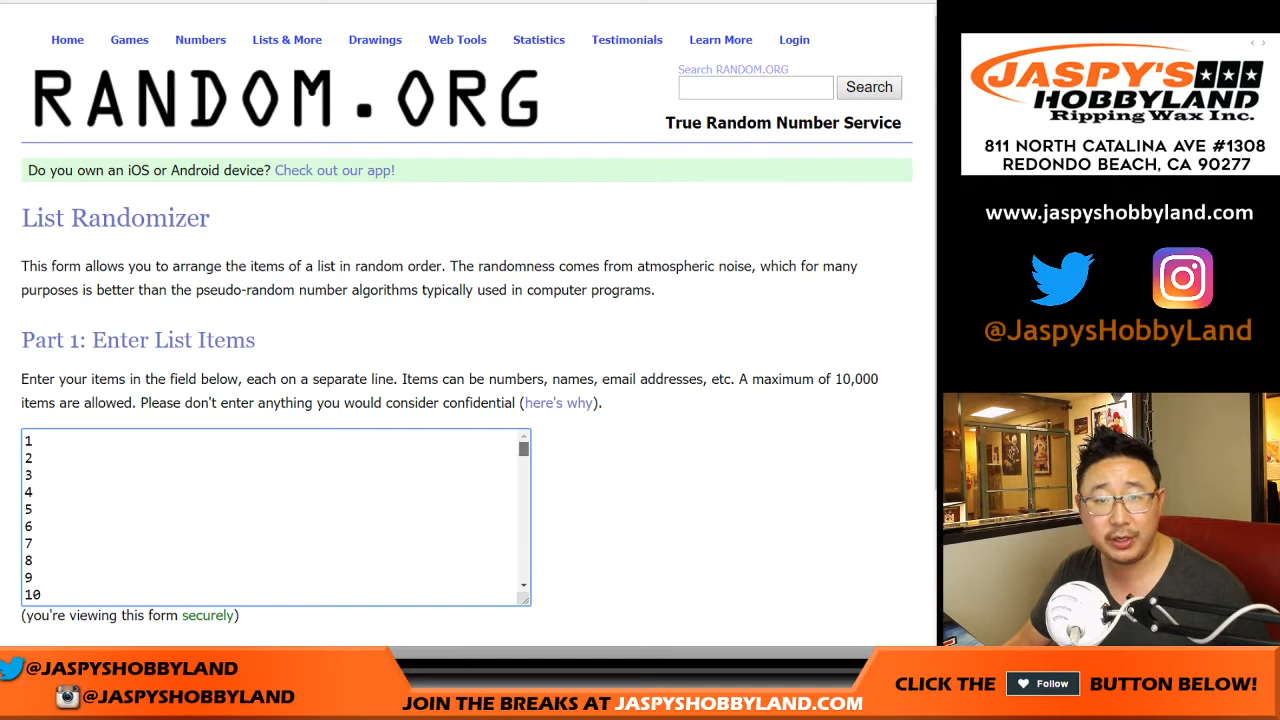 Home Games Numbers Lists & More Drawings Web Tools Statistics Testimonials Learn More Login
RANDOM.ORG
Search RANDOM.ORG
Search
True Random Number Service
Do you own an iOS or Android device? Check out our app!
List Randomizer
This form allows you to arrange the items of a list in random order. The randomness comes from atmospheric noise, which for many
purposes is better than the pseudo-random number algorithms typically used in computer programs.
Part 1: Enter List Items
Enter your items in the field below, each on a separate line. Items can be numbers, names, email addresses, etc. A maximum of 10,000
items are allowed. Please don't enter anything you would consider confidential (here's why).
1
2
3
4
5
6
7
8
9
10
(you're viewing this form securely)
JASPY'S
HOBBYLAND
Ripping Wax Inc.
811 NORTH CATALINA AVE #1308
REDONDO BEACH, CA 90277
www.jaspyshobbyland.com
@JaspysHobbyLand
@JASPYSHOBBYLAND
@JASPYSHOBBYLAND
JOIN THE BREAKS AT JASPYSHOBBYLAND.COM
CLICK THE Follow BUTTON BELOW!